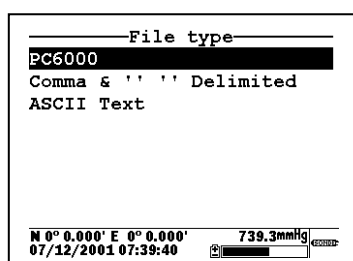 File type
PC6000
Comma & '' '' Delimited
ASCII Text
N 0° 0.000' E 0° 0.000' 739.3mmHg
07/12/2001 07:39:40